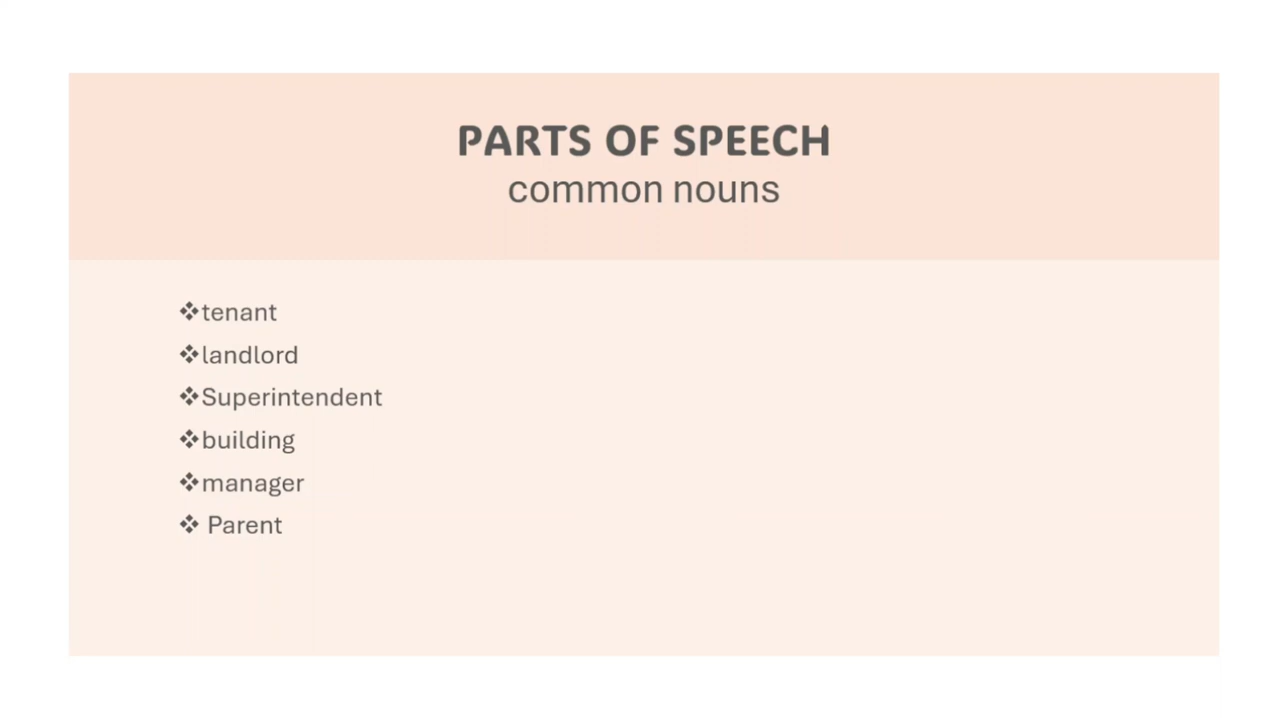 PARTS OF SPEECH
common nouns
❖tenant
❖landlord
❖Superintendent
❖building
❖manager
❖ Parent